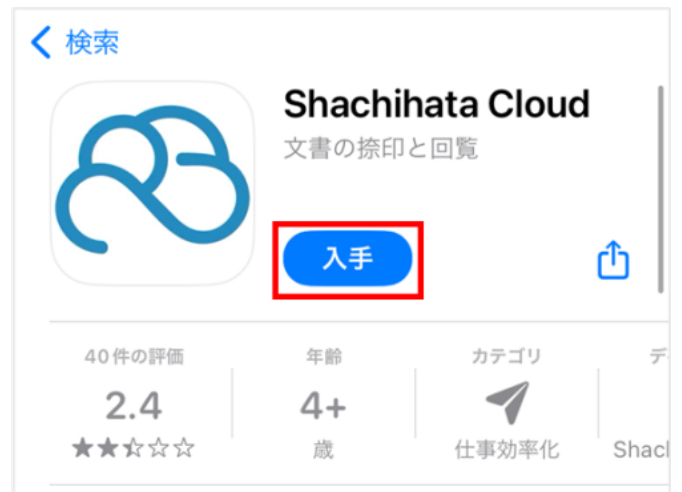 検索
Shachihata Cloud
文書の捺印と回覧
入手
40件の評価 年齢 カテゴリ デ
2.4 4+
歳 仕事効率化 Shacl